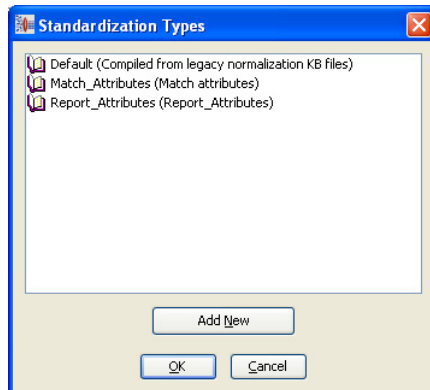 Standardization Types
Default (Compiled from legacy normalization KB files)
Match_Attributes (Match attributes)
Report_Attributes (Report_Attributes)
Add New
OK Cancel